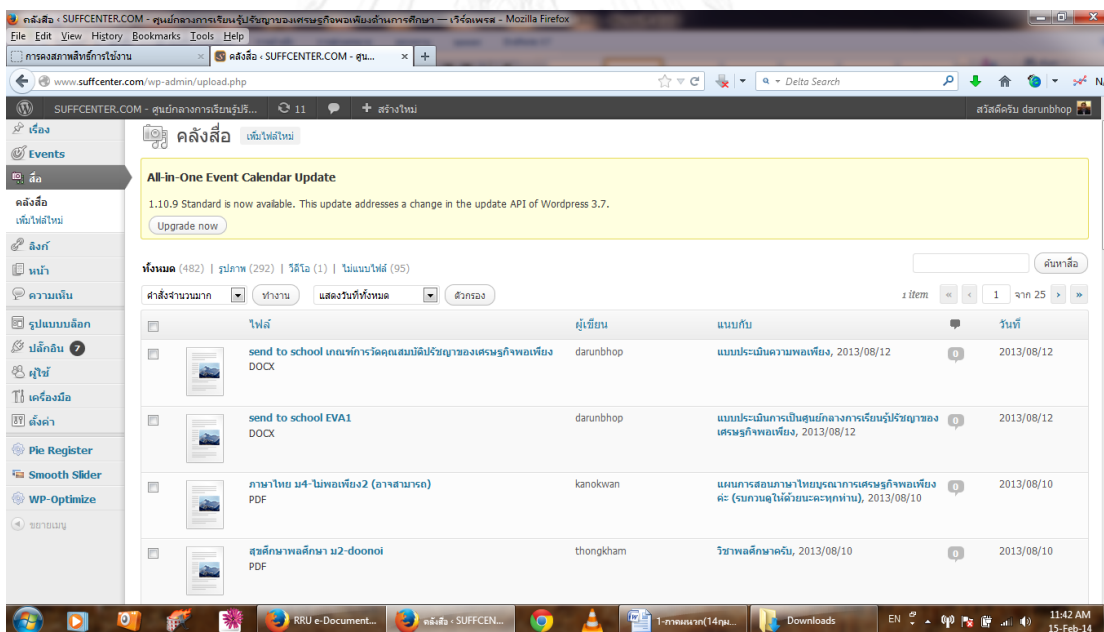 คลังสื่อ ‹ SUFFCENTER.COM - ศูนย์กลางการเรียนรู้ปรัชญาของเศรษฐกิจพอเพียงด้านการศึกษา — เวิร์ดเพรส - Mozilla Firefox
File Edit View History Bookmarks Tools Help
การคงสภาพสิทธิ์การใช้งาน × คลังสื่อ ‹ SUFFCENTER.COM - ศูน... × +
www.suffcenter.com/wp-admin/upload.php Delta Search
SUFFCENTER.COM - ศูนย์กลางการเรียนรู้ปรั... 11 + สร้างใหม่ สวัสดีครับ darunbhop
เรื่อง
Events
สื่อ
คลังสื่อ
เพิ่มไฟล์ใหม่
ลิงก์
หน้า
ความเห็น
รูปแบบบล็อก
ปลั๊กอิน 7
ผู้ใช้
เครื่องมือ
ตั้งค่า
Pie Register
Smooth Slider
WP-Optimize
ขยายเมนู
คลังสื่อ เพิ่มไฟล์ใหม่
All-in-One Event Calendar Update
1.10.9 Standard is now available. This update addresses a change in the update API of Wordpress 3.7.
Upgrade now
ทั้งหมด (482) | รูปภาพ (292) | วีดีโอ (1) | ไม่แนบไฟล์ (95) ค้นหาสื่อ
คำสั่งจำนวนมาก ทำงาน แสดงวันที่ทั้งหมด ตัวกรอง 1 item « ‹ 1 จาก 25 › »
ไฟล์ ผู้เขียน แนบกับ วันที่
send to school เกณฑ์การวัดคุณสมบัติปรัชญาของเศรษฐกิจพอเพียง darunbhop แบบประเมินความพอเพียง, 2013/08/12 0 2013/08/12
DOCX
send to school EVA1 darunbhop แบบประเมินการเป็นศูนย์กลางการเรียนรู้ปรัชญาของ 0 2013/08/12
DOCX เศรษฐกิจพอเพียง, 2013/08/12
ภาษาไทย ม4-ไม่พอเพียง2 (อาจสามารถ) kanokwan แผนการสอนภาษาไทยบูรณาการเศรษฐกิจพอเพียง 0 2013/08/10
PDF ค่ะ (รบกวนดูให้ด้วยนะคะทุกท่าน), 2013/08/10
สุขศึกษาพลศึกษา ม2-doonoi thongkham วิชาพลศึกษาครับ, 2013/08/10 0 2013/08/10
PDF
RRU e-Document... คลังสื่อ ‹ SUFFCEN... 1-ภาคผนวก(14กุม... Downloads EN 11:42 AM
15-Feb-14